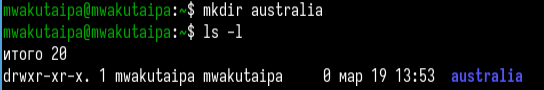 mwakutaipa@mwakutaipa:~$ mkdir australia
mwakutaipa@mwakutaipa:~$ ls -l
итого 20
drwxr-xr-x. 1 mwakutaipa mwakutaipa 0 мар 19 13:53 australia